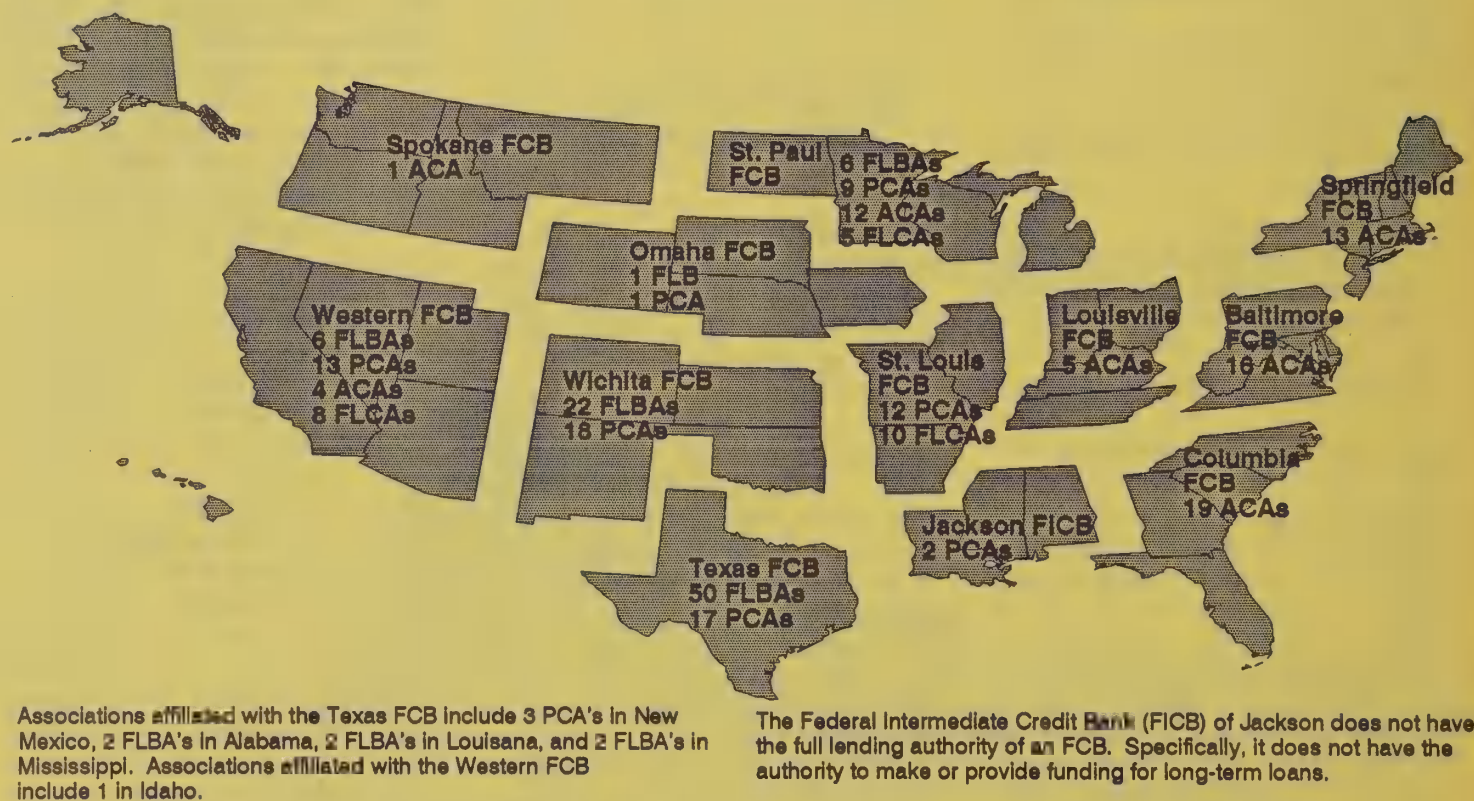 Spokane FCB
1 ACA
St. Paul
FCB
6 FLBAs
9 PCAs
12 ACAs
5 FLCAs
Springfield
FCB
13 ACAs
Omaha FCB
1 FLB
1 PCA
Western FCB
6 FLBAs
13 PCAs
4 ACAs
8 FLCAs
Wichita FCB
22 FLBAs
PCAs
St. Louis
FCB
12 PCAs
10 FLCAs
Louisville
FCB
5 ACAs
Baltimore
FCB
16 ACAs
Columbia
FCB
19 ACAs
Jackson FICB
2 PCAs
Texas FCB
50 FLBAs
17 PCAs
Associations affiliated with the Texas FCB include 3 PCA's in New
Mexico, 2 FLBA's in Alabama, 2 FLBA's in Louisana, and 2 FLBA's in
Mississippi. Associations affiliated with the Western FCB
include 1 in Idaho.
The Federal Intermediate Credit Bank (FICB) of Jackson does not have
the full lending authority of an FCB. Specifically, it does not have the
authority to make or provide funding for long-term loans.